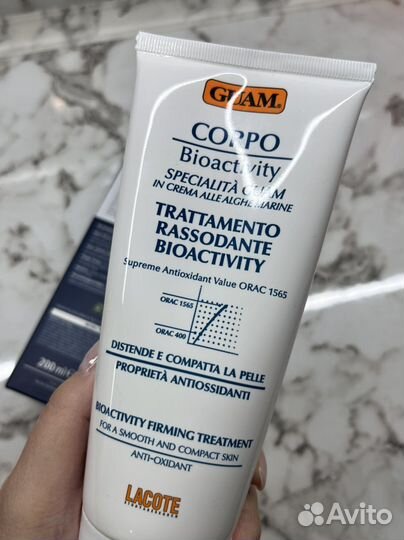 GUAM
CORPO
Bioactivity
SPECIALITÀ GUAM
IN CREMA ALLE ALGHE MARINE
TRATTAMENTO
RASSODANTE
BIOACTIVITY
Supreme Antioxidant Value ORAC 1565
ORAC 1565
ORAC 400
DISTENDE E COMPATTA LA PELLE
PROPRIETÀ ANTIOSSIDANTI
BIOACTIVITY FIRMING TREATMENT
FOR A SMOOTH AND COMPACT SKIN
ANTI-OXIDANT
LACOTE
200 ml
Avito